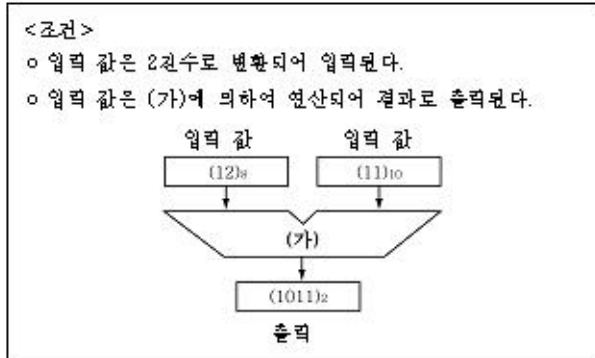 <조건>
o 입력 값은 2진수로 변환되어 입력된다.
o 입력 값은 (가)에 의하여 연산되어 결과로 출력된다.
입력 값 입력 값
(12)₈ (11)₁₀
(가)
(1011)₂
출력